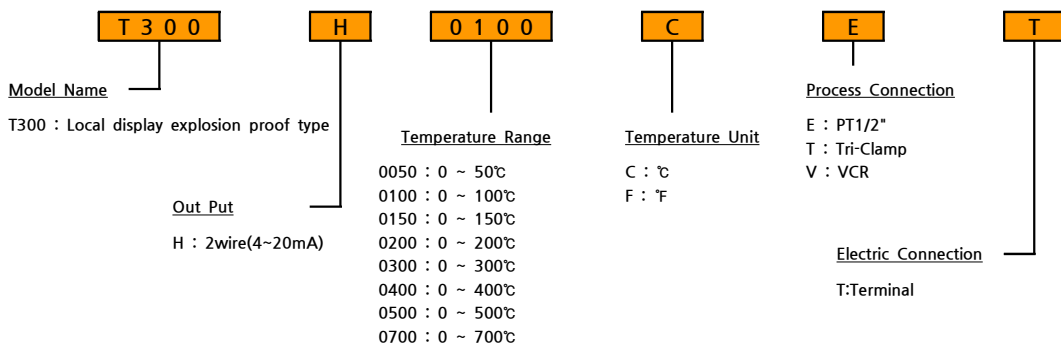 T300 H 0100 C E T
Model Name
T300 : Local display explosion proof type
Out Put
H : 2wire(4~20mA)
Temperature Range
0050 : 0 ~ 50℃
0100 : 0 ~ 100℃
0150 : 0 ~ 150℃
0200 : 0 ~ 200℃
0300 : 0 ~ 300℃
0400 : 0 ~ 400℃
0500 : 0 ~ 500℃
0700 : 0 ~ 700℃
Temperature Unit
C : ℃
F : ℉
Process Connection
E : PT1/2"
T : Tri-Clamp
V : VCR
Electric Connection
T:Terminal